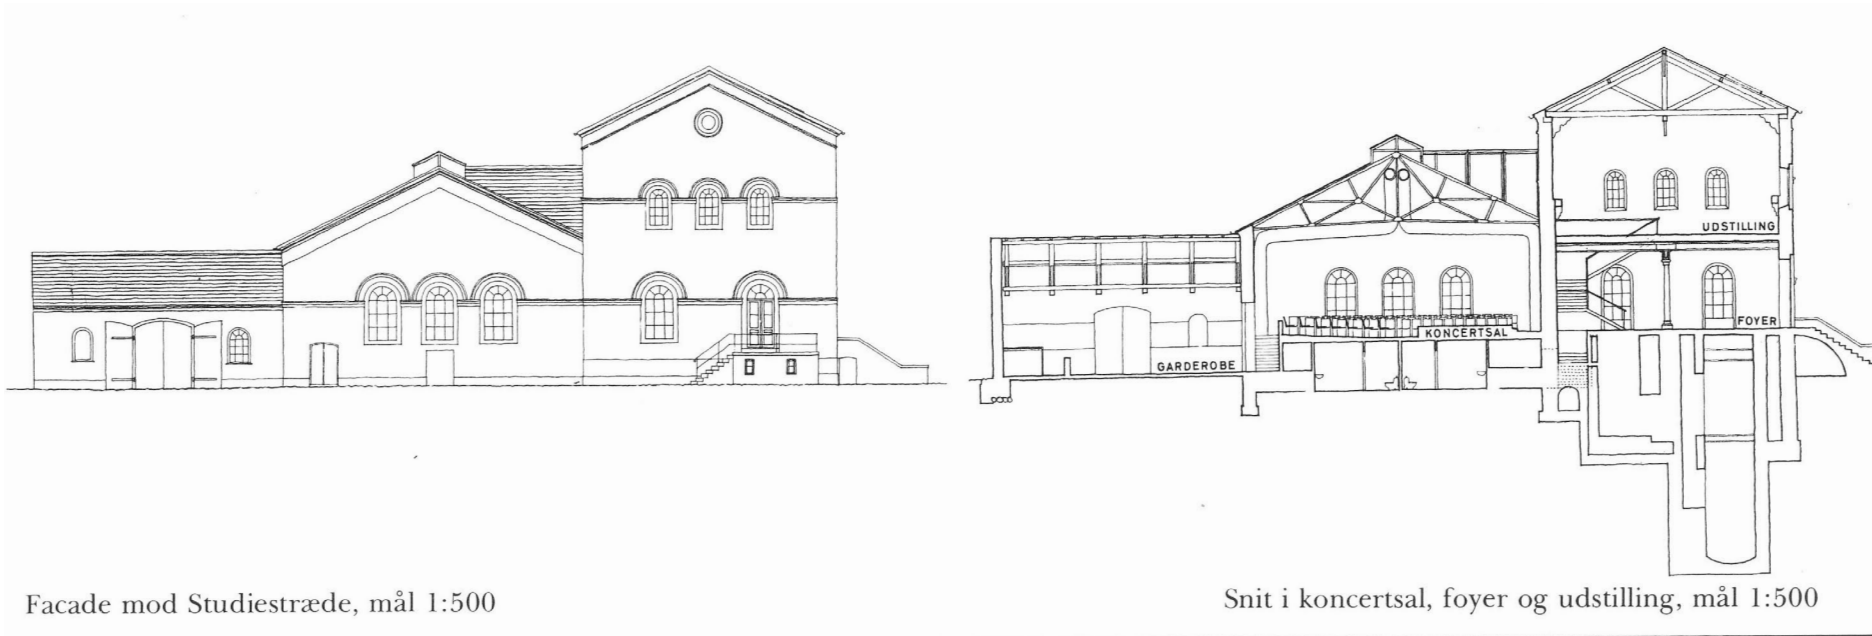 UDSTILLING
FOYER
KONCERTSAL
GARDEROBE
Facade mod Studiestræde, mål 1:500
Snit i koncertsal, foyer og udstilling, mål 1:500